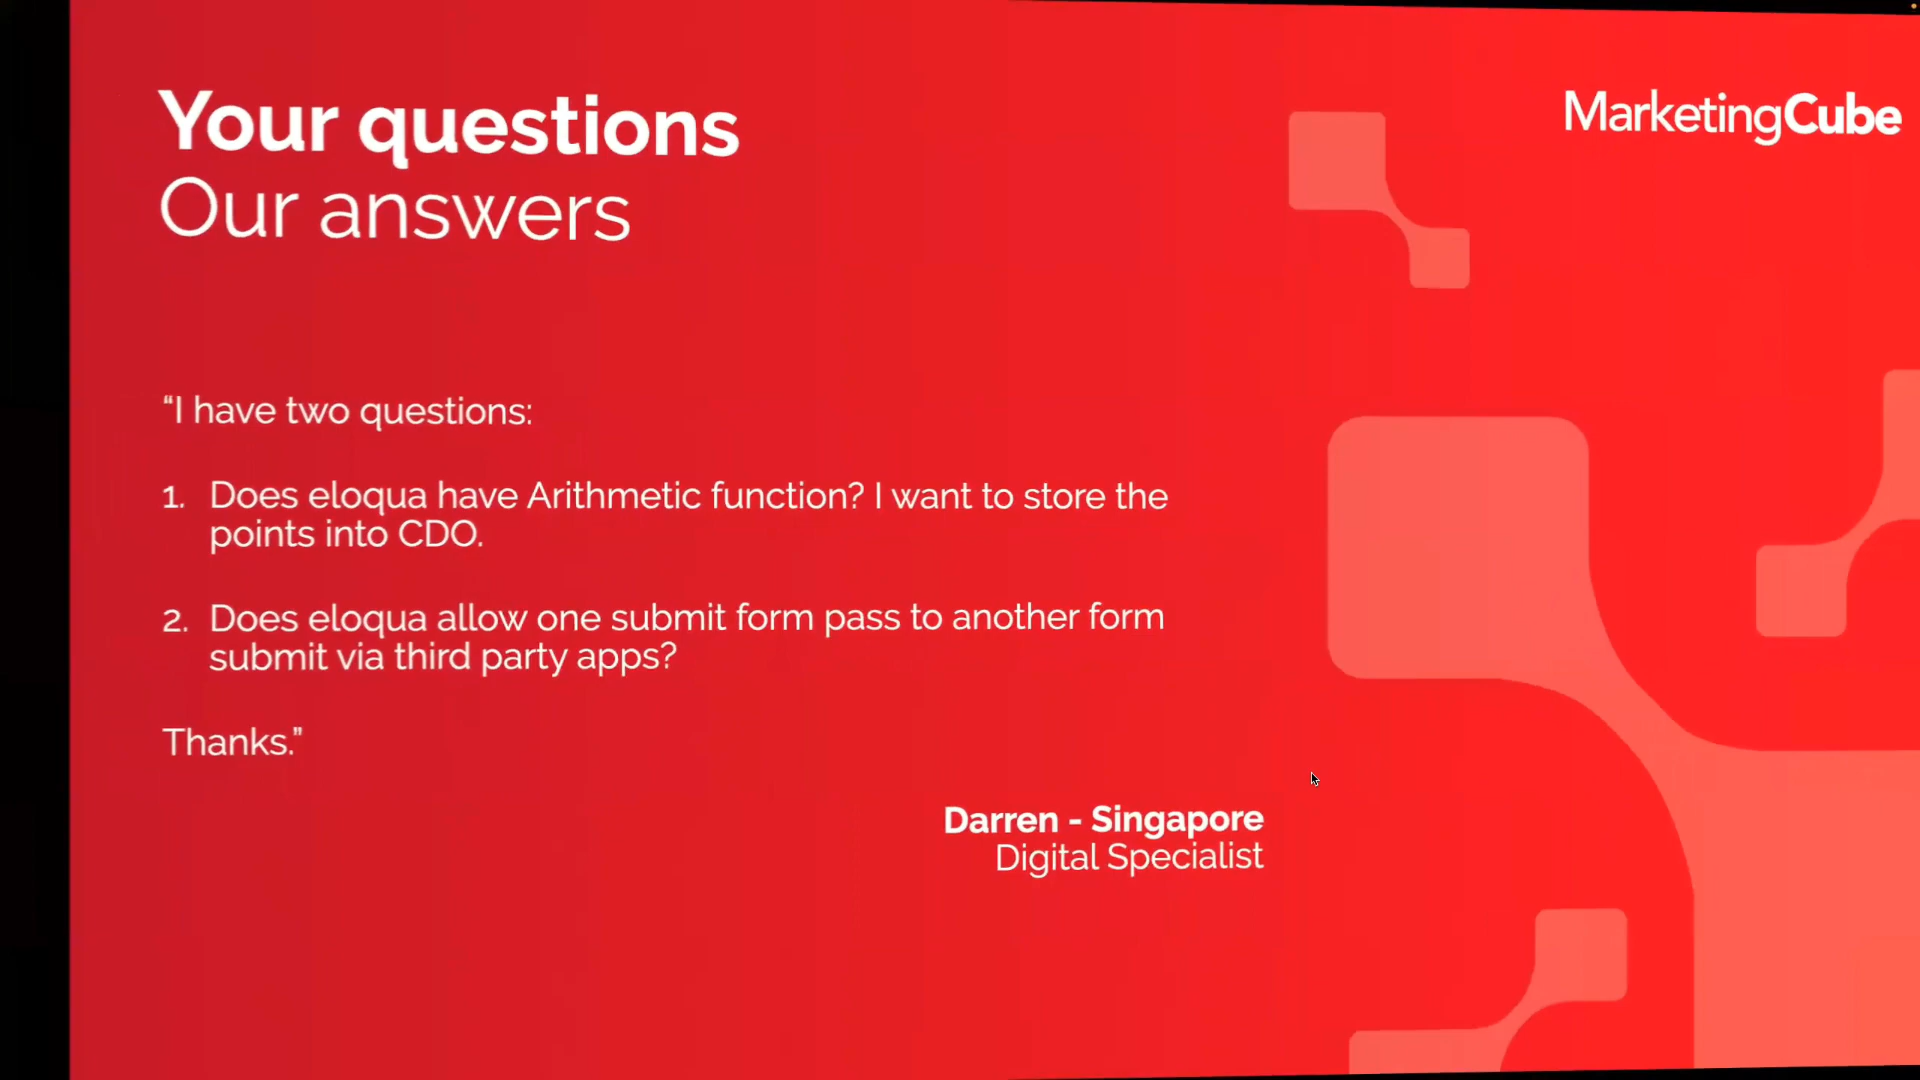 Your questions
Our answers
MarketingCube
“I have two questions:
1. Does eloqua have Arithmetic function? I want to store the
points into CDO.
2. Does eloqua allow one submit form pass to another form
submit via third party apps?
Thanks.”
Darren - Singapore
Digital Specialist